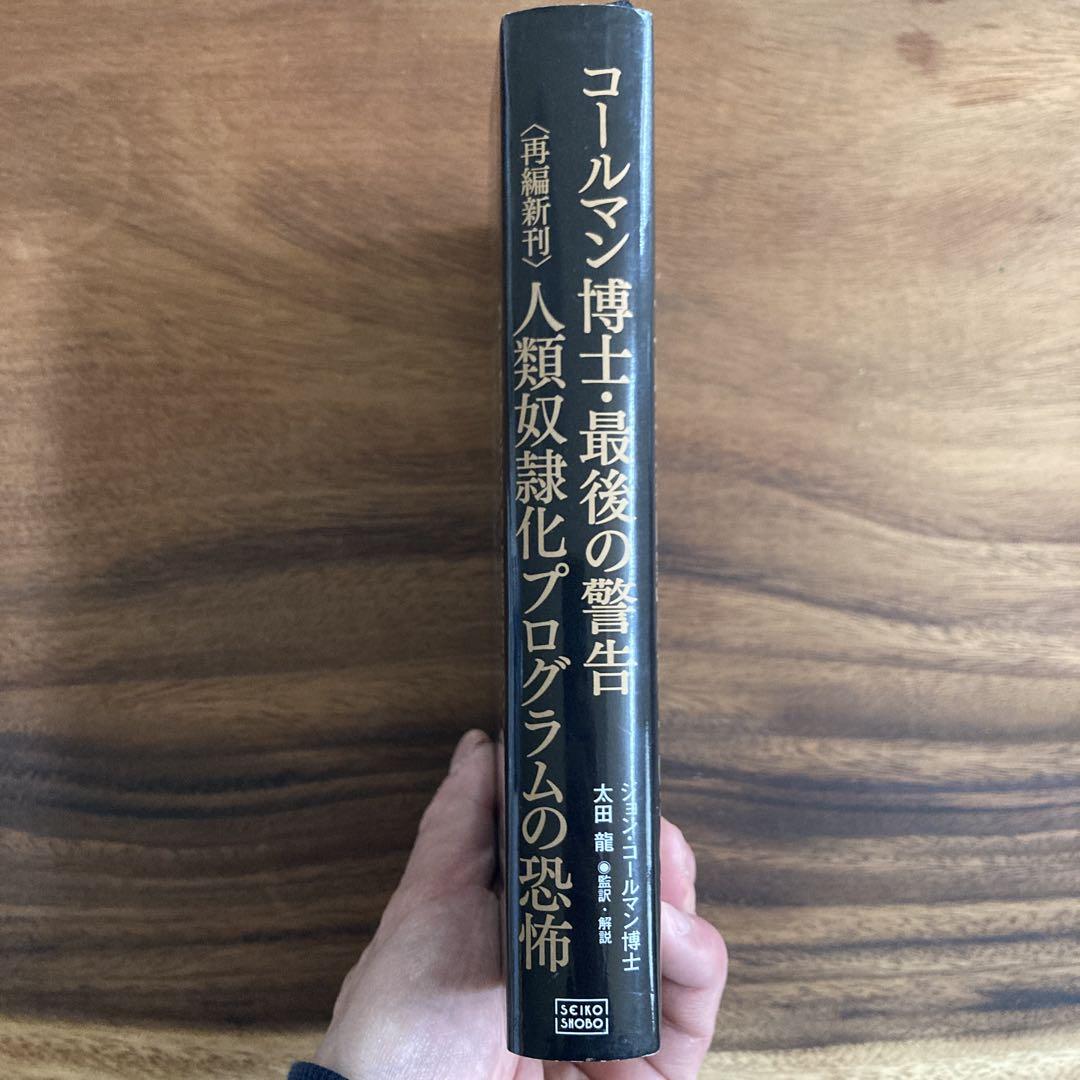 コールマン博士・最後の警告
〈再編新刊〉人類奴隷化プログラムの恐怖
ジョン・コールマン博士
太田 龍◉監訳・解説
SEIKO
SHOBO